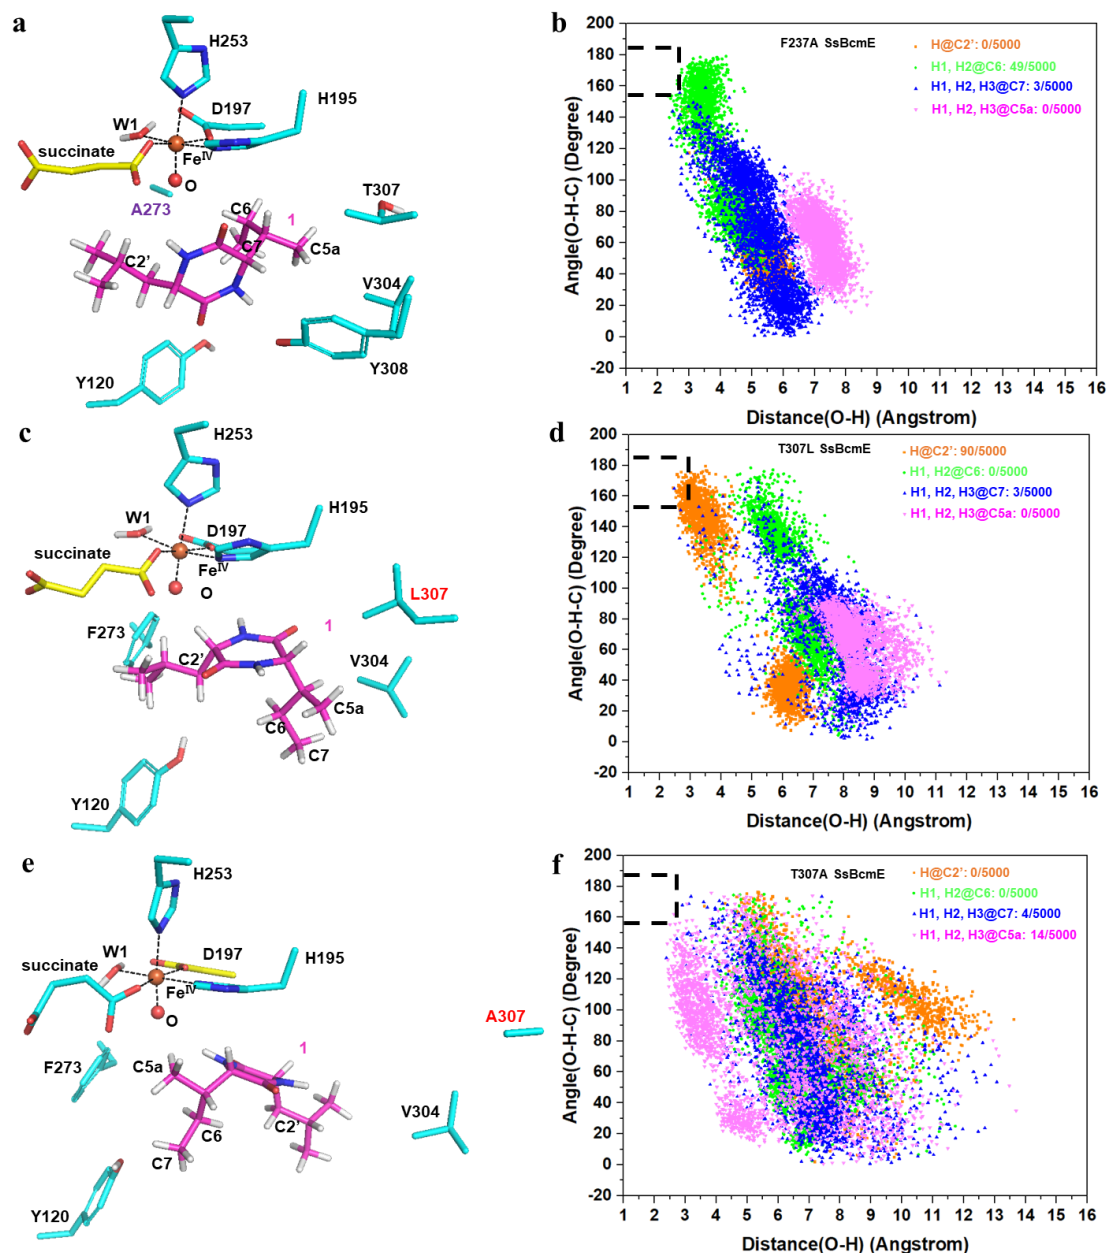 a
H253
D197
H195
W1
succinate
Fe^IV
O
A273
T307
C6
1
C7
C5a
C2'
V304
Y308
Y120
b
F237A SsBcmE
H@C2': 0/5000
H1, H2@C6: 49/5000
H1, H2, H3@C7: 3/5000
H1, H2, H3@C5a: 0/5000
Angle(O-H-C) (Degree)
200
180
160
140
120
100
80
60
40
20
0
-20
1 2 3 4 5 6 7 8 9 10 11 12 13 14 15 16
Distance(O-H) (Angstrom)
c
H253
W1
D197
H195
succinate
Fe^IV
O
L307
1
F273
C2'
V304
C5a
C6
C7
Y120
d
T307L SsBcmE
H@C2': 90/5000
H1, H2@C6: 0/5000
H1, H2, H3@C7: 3/5000
H1, H2, H3@C5a: 0/5000
Angle(O-H-C) (Degree)
200
180
160
140
120
100
80
60
40
20
0
-20
1 2 3 4 5 6 7 8 9 10 11 12 13 14 15 16
Distance(O-H) (Angstrom)
e
H253
W1
D197
H195
succinate
Fe^IV
O
A307
1
F273
C5a
C6
C2'
V304
C7
Y120
f
T307A SsBcmE
H@C2': 0/5000
H1, H2@C6: 0/5000
H1, H2, H3@C7: 4/5000
H1, H2, H3@C5a: 14/5000
Angle(O-H-C) (Degree)
200
180
160
140
120
100
80
60
40
20
0
-20
1 2 3 4 5 6 7 8 9 10 11 12 13 14 15 16
Distance(O-H) (Angstrom)